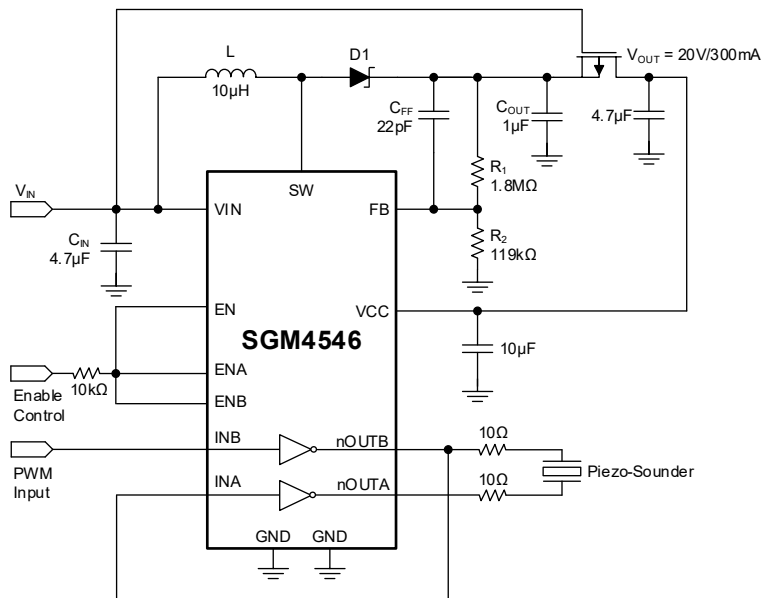 L
10µH
D1
V_OUT = 20V/300mA
C_FF
22pF
C_OUT
1µF
4.7µF
R_1
1.8MΩ
SW
V_IN
VIN
FB
C_IN
4.7µF
R_2
119kΩ
EN
VCC
SGM4546
10µF
ENA
10kΩ
ENB
Enable
Control
INB
nOUTB
10Ω
PWM
Input
INA
nOUTA
10Ω
Piezo-Sounder
GND
GND